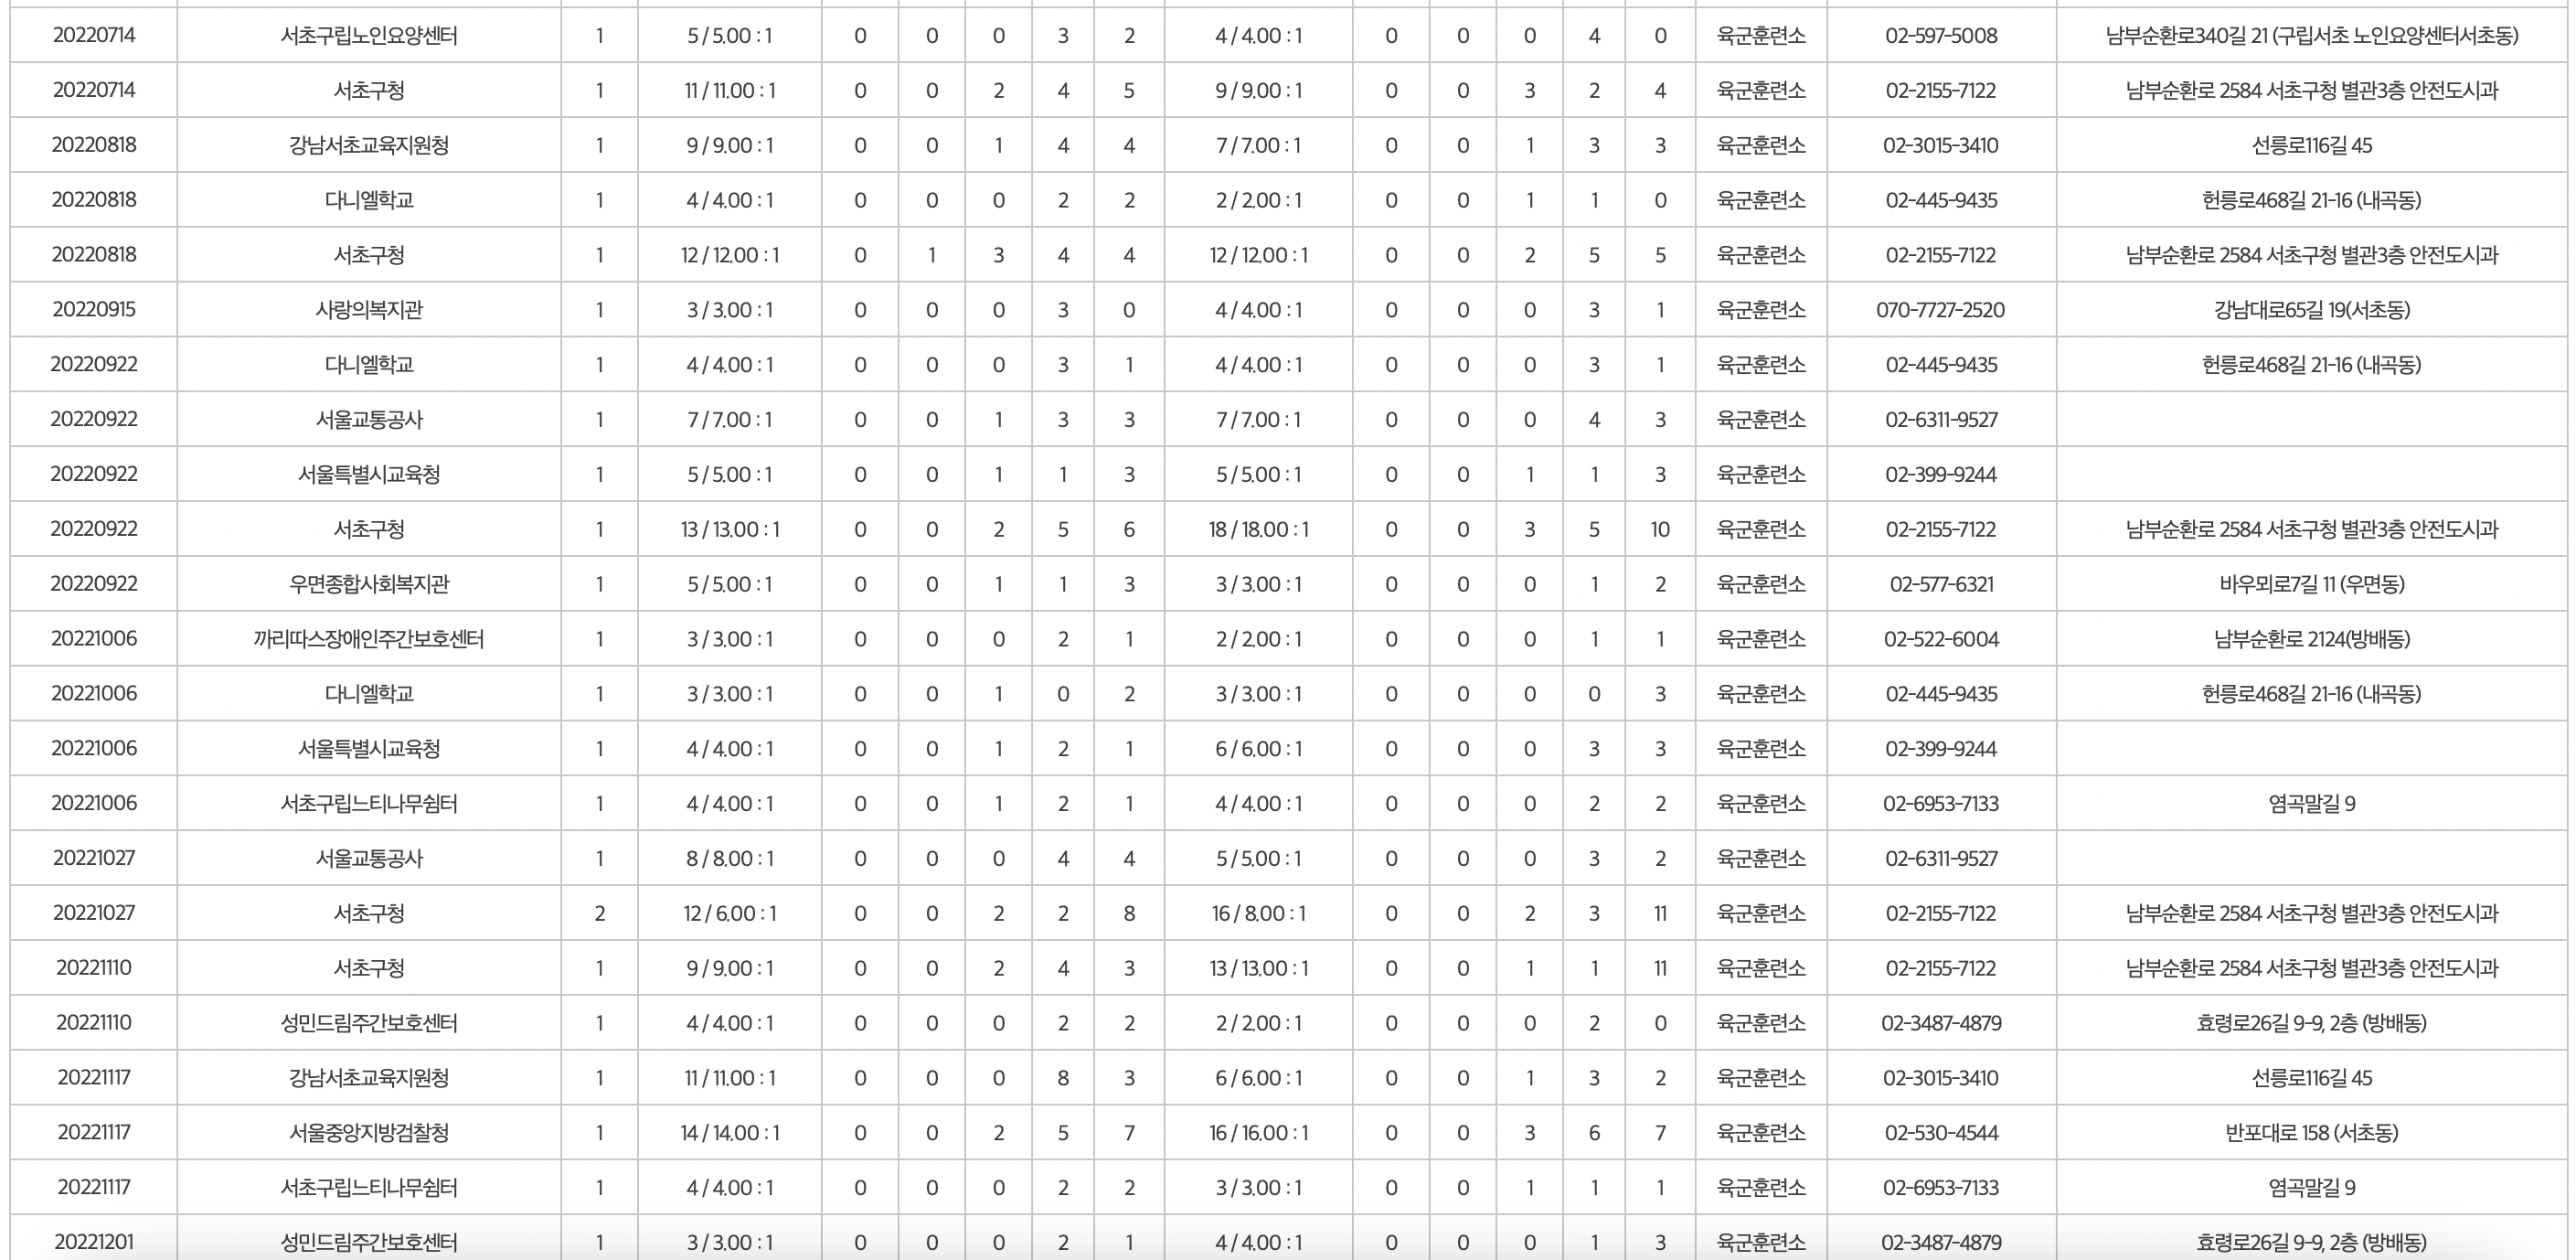 20220714 서초구립노인요양센터 1 5 / 5.00 : 1 0 0 0 3 2 4 / 4.00 : 1 0 0 0 4 0 육군훈련소 02-597-5008 남부순환로340길 21 (구립서초 노인요양센터서초동)
20220714 서초구청 1 11 / 11.00 : 1 0 0 2 4 5 9 / 9.00 : 1 0 0 3 2 4 육군훈련소 02-2155-7122 남부순환로 2584 서초구청 별관3층 안전도시과
20220818 강남서초교육지원청 1 9 / 9.00 : 1 0 0 1 4 4 7 / 7.00 : 1 0 0 1 3 3 육군훈련소 02-3015-3410 선릉로116길 45
20220818 다니엘학교 1 4 / 4.00 : 1 0 0 0 2 2 2 / 2.00 : 1 0 0 1 1 0 육군훈련소 02-445-9435 헌릉로468길 21-16 (내곡동)
20220818 서초구청 1 12 / 12.00 : 1 0 1 3 4 4 12 / 12.00 : 1 0 0 2 5 5 육군훈련소 02-2155-7122 남부순환로 2584 서초구청 별관3층 안전도시과
20220915 사랑의복지관 1 3 / 3.00 : 1 0 0 0 3 0 4 / 4.00 : 1 0 0 0 3 1 육군훈련소 070-7727-2520 강남대로65길 19(서초동)
20220922 다니엘학교 1 4 / 4.00 : 1 0 0 0 3 1 4 / 4.00 : 1 0 0 0 3 1 육군훈련소 02-445-9435 헌릉로468길 21-16 (내곡동)
20220922 서울교통공사 1 7 / 7.00 : 1 0 0 1 3 3 7 / 7.00 : 1 0 0 0 4 3 육군훈련소 02-6311-9527
20220922 서울특별시교육청 1 5 / 5.00 : 1 0 0 1 1 3 5 / 5.00 : 1 0 0 1 1 3 육군훈련소 02-399-9244
20220922 서초구청 1 13 / 13.00 : 1 0 0 2 5 6 18 / 18.00 : 1 0 0 3 5 10 육군훈련소 02-2155-7122 남부순환로 2584 서초구청 별관3층 안전도시과
20220922 우면종합사회복지관 1 5 / 5.00 : 1 0 0 1 1 3 3 / 3.00 : 1 0 0 0 1 2 육군훈련소 02-577-6321 바우뫼로7길 11 (우면동)
20221006 까리따스장애인주간보호센터 1 3 / 3.00 : 1 0 0 0 2 1 2 / 2.00 : 1 0 0 0 1 1 육군훈련소 02-522-6004 남부순환로 2124(방배동)
20221006 다니엘학교 1 3 / 3.00 : 1 0 0 1 0 2 3 / 3.00 : 1 0 0 0 0 3 육군훈련소 02-445-9435 헌릉로468길 21-16 (내곡동)
20221006 서울특별시교육청 1 4 / 4.00 : 1 0 0 1 2 1 6 / 6.00 : 1 0 0 0 3 3 육군훈련소 02-399-9244
20221006 서초구립느티나무쉼터 1 4 / 4.00 : 1 0 0 1 2 1 4 / 4.00 : 1 0 0 0 2 2 육군훈련소 02-6953-7133 염곡말길 9
20221027 서울교통공사 1 8 / 8.00 : 1 0 0 0 4 4 5 / 5.00 : 1 0 0 0 3 2 육군훈련소 02-6311-9527
20221027 서초구청 2 12 / 6.00 : 1 0 0 2 2 8 16 / 8.00 : 1 0 0 2 3 11 육군훈련소 02-2155-7122 남부순환로 2584 서초구청 별관3층 안전도시과
20221110 서초구청 1 9 / 9.00 : 1 0 0 2 4 3 13 / 13.00 : 1 0 0 1 1 11 육군훈련소 02-2155-7122 남부순환로 2584 서초구청 별관3층 안전도시과
20221110 성민드림주간보호센터 1 4 / 4.00 : 1 0 0 0 2 2 2 / 2.00 : 1 0 0 0 2 0 육군훈련소 02-3487-4879 효령로26길 9-9, 2층 (방배동)
20221117 강남서초교육지원청 1 11 / 11.00 : 1 0 0 0 8 3 6 / 6.00 : 1 0 0 1 3 2 육군훈련소 02-3015-3410 선릉로116길 45
20221117 서울중앙지방검찰청 1 14 / 14.00 : 1 0 0 2 5 7 16 / 16.00 : 1 0 0 3 6 7 육군훈련소 02-530-4544 반포대로 158 (서초동)
20221117 서초구립느티나무쉼터 1 4 / 4.00 : 1 0 0 0 2 2 3 / 3.00 : 1 0 0 1 1 1 육군훈련소 02-6953-7133 염곡말길 9
20221201 성민드림주간보호센터 1 3 / 3.00 : 1 0 0 0 2 1 4 / 4.00 : 1 0 0 0 1 3 육군훈련소 02-3487-4879 효령로26길 9-9, 2층 (방배동)